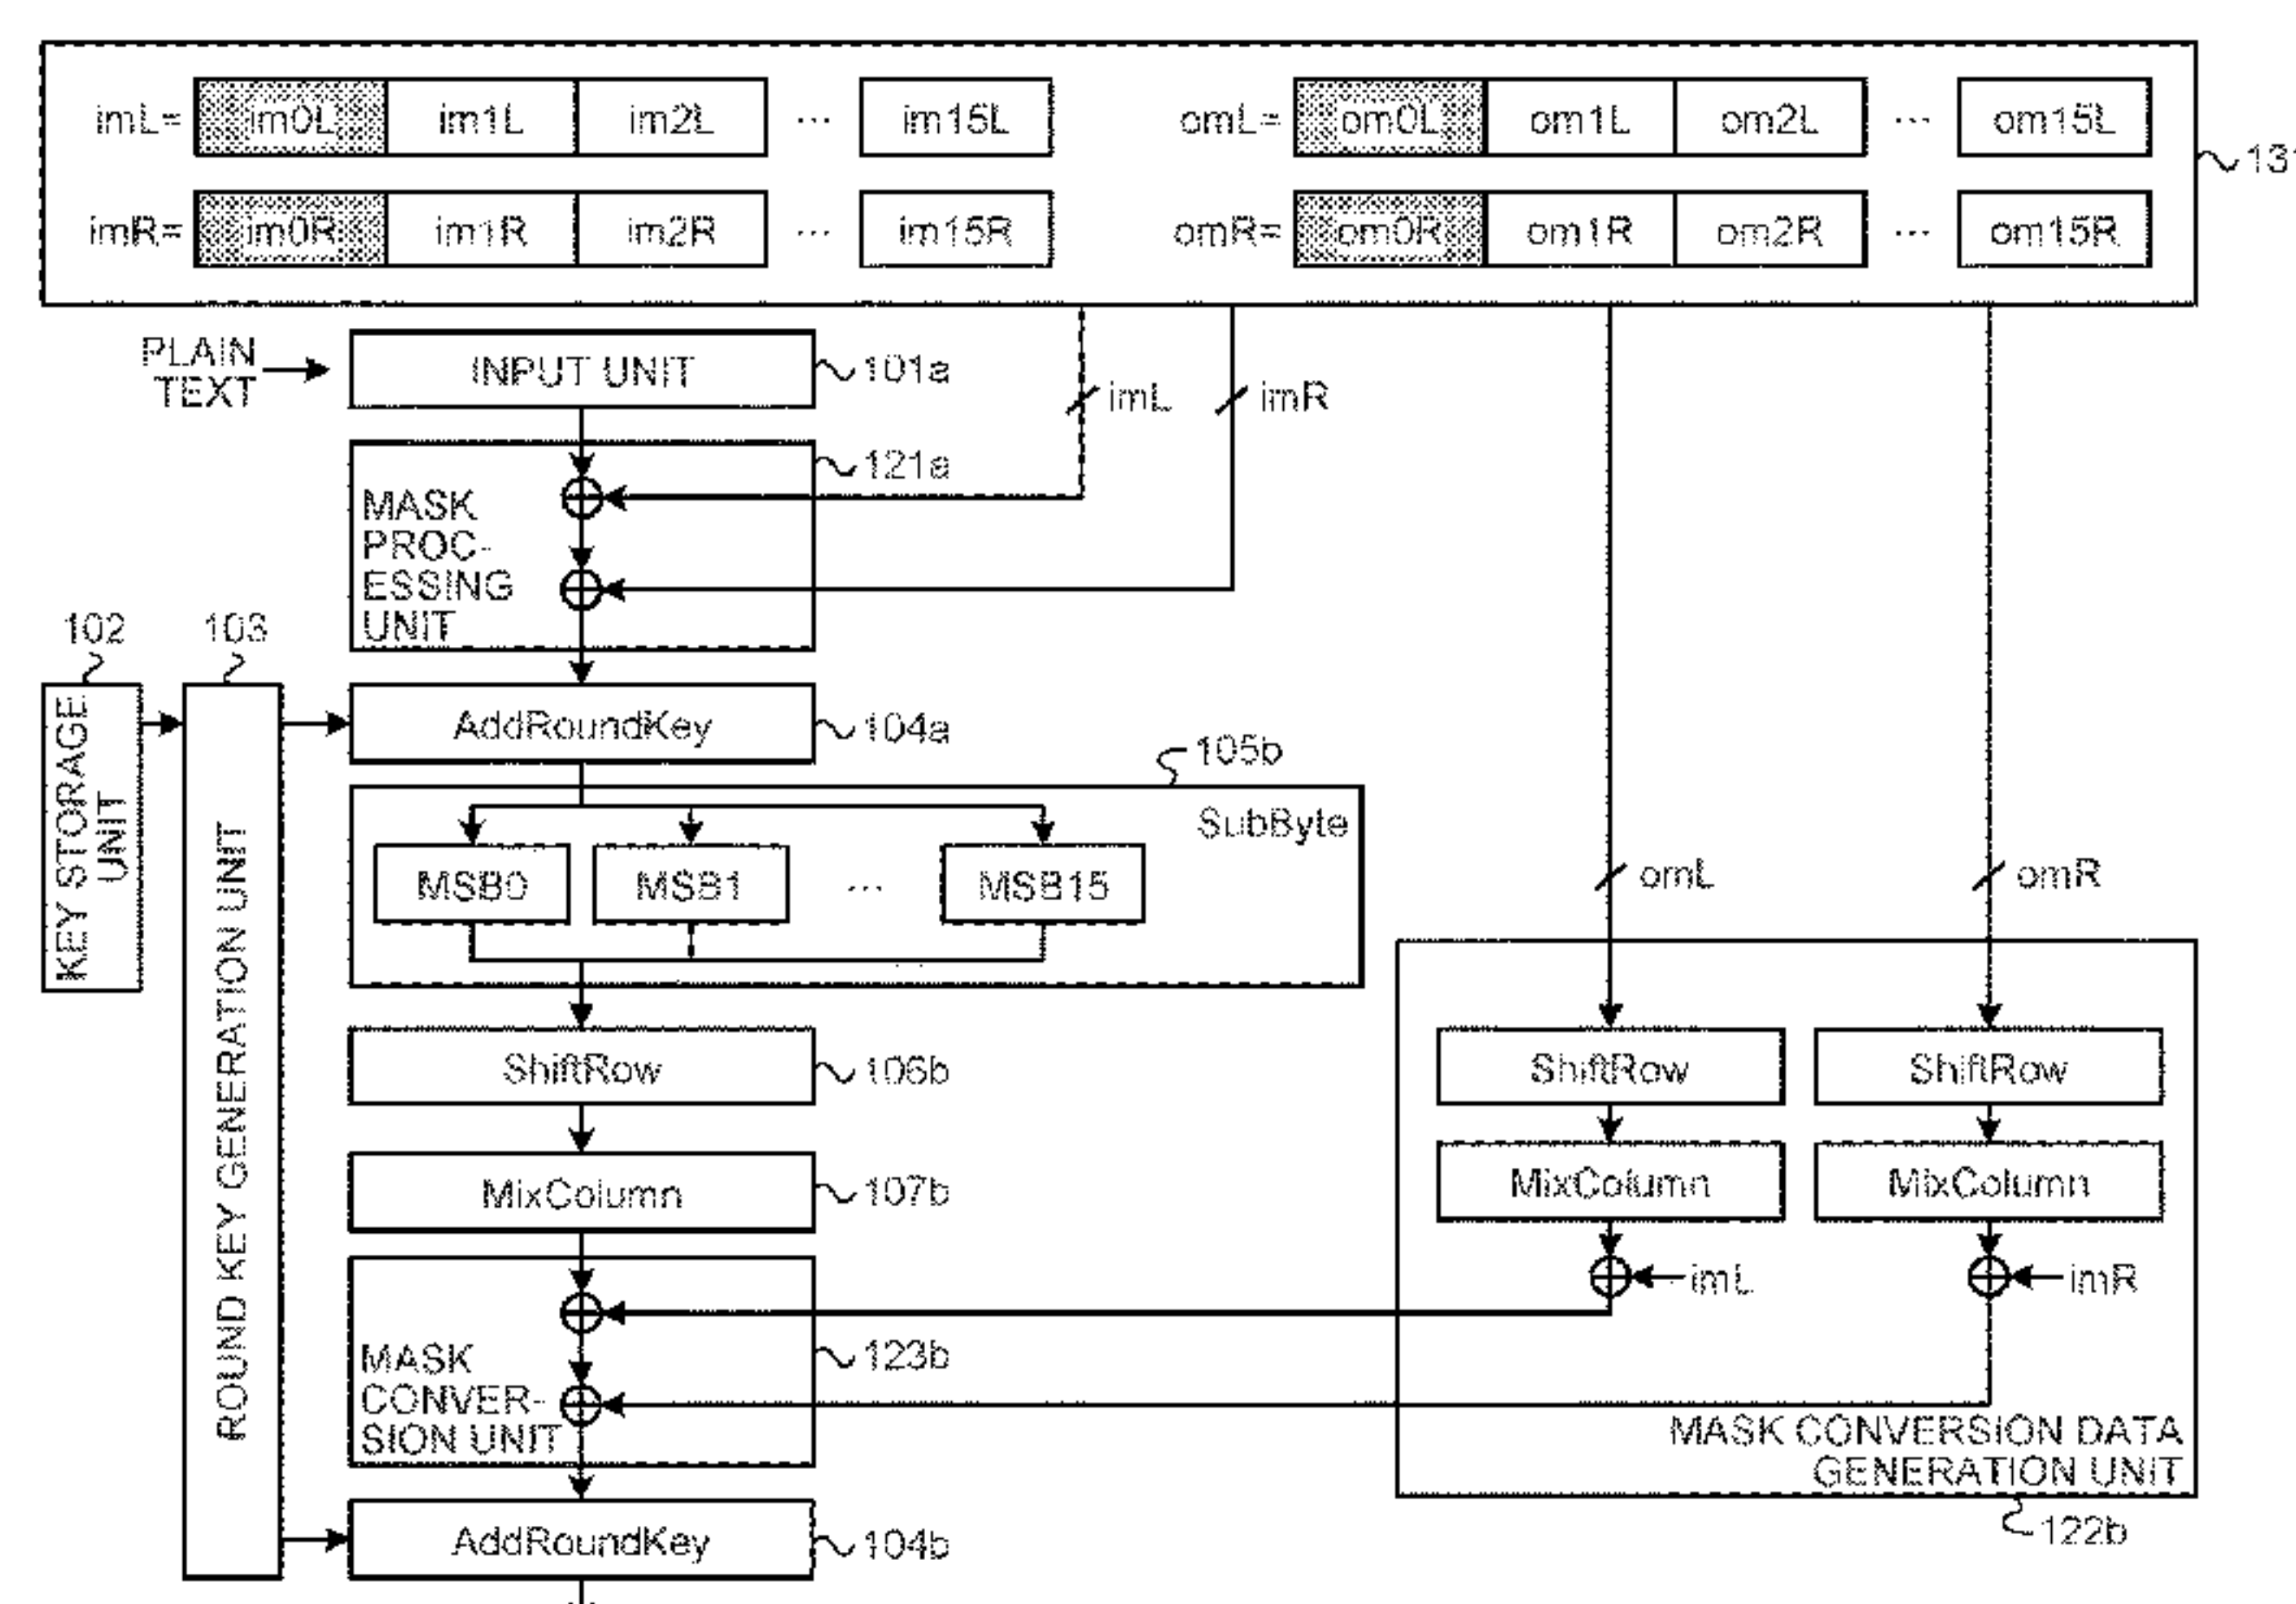 imL= im0L im1L im2L ... im15L omL= om0L om1L om2L ... om15L
imR= im0R im1R im2R ... im15R omR= om0R om1R om2R ... om15R
131
PLAIN
TEXT
INPUT UNIT
101a
imL
imR
121a
MASK
PROC-
ESSING
UNIT
102
103
KEY STORAGE
UNIT
ROUND KEY GENERATION UNIT
AddRoundKey
104a
105b
SubByte
MSB0 MSB1 ... MSB15
omL
omR
ShiftRow
106b
ShiftRow
ShiftRow
MixColumn
107b
MixColumn
MixColumn
imL
imR
MASK
CONVER-
SION UNIT
123b
MASK CONVERSION DATA
GENERATION UNIT
122b
AddRoundKey
104b